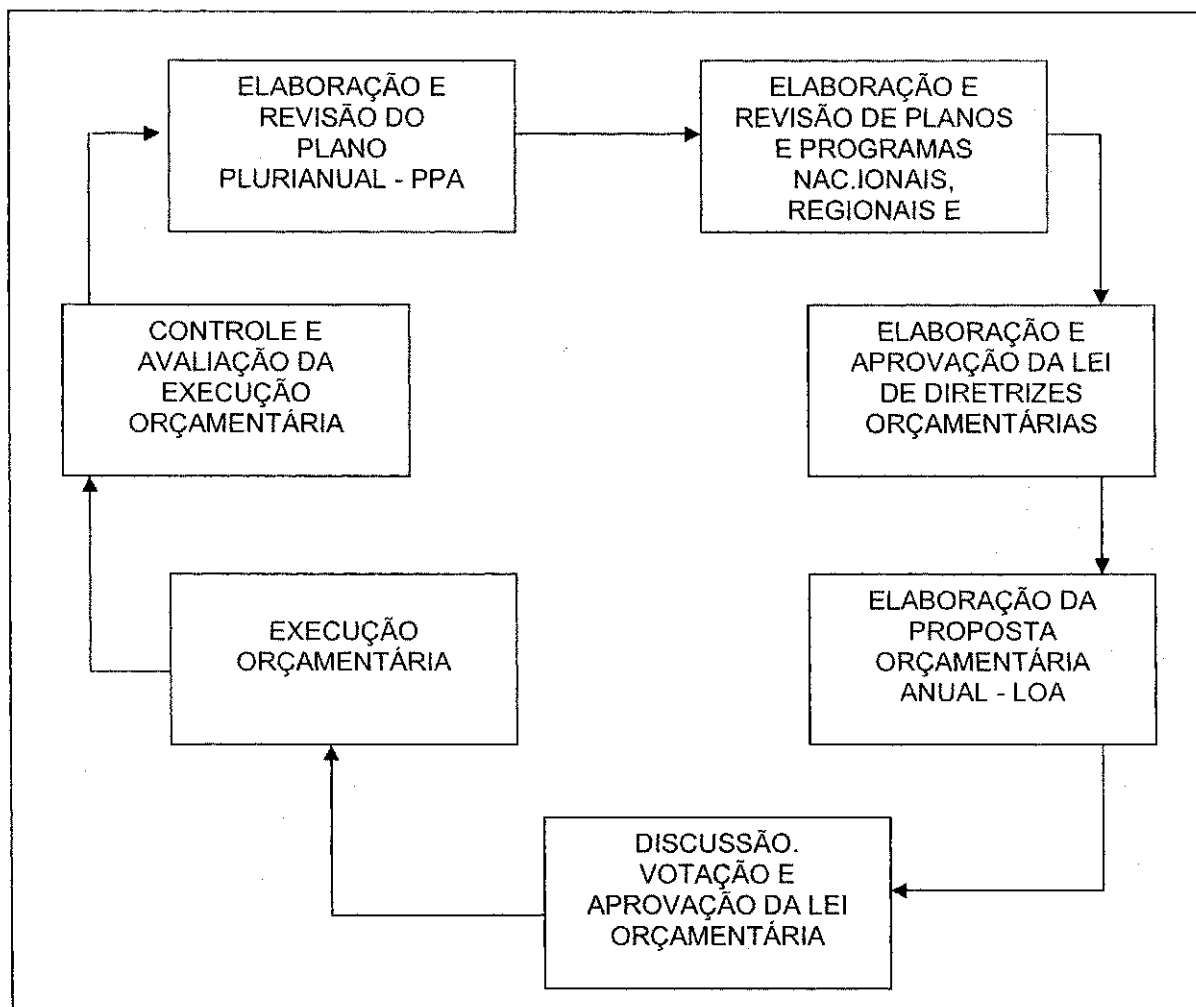 ELABORAÇÃO E
REVISÃO DO
PLANO
PLURIANUAL - PPA
ELABORAÇÃO E
REVISÃO DE PLANOS
E PROGRAMAS
NAC.IONAIS,
REGIONAIS E
ELABORAÇÃO E
APROVAÇÃO DA LEI
DE DIRETRIZES
ORÇAMENTÁRIAS
ELABORAÇÃO DA
PROPOSTA
ORÇAMENTÁRIA
ANUAL - LOA
DISCUSSÃO.
VOTAÇÃO E
APROVAÇÃO DA LEI
ORÇAMENTÁRIA
EXECUÇÃO
ORÇAMENTÁRIA
CONTROLE E
AVALIAÇÃO DA
EXECUÇÃO
ORÇAMENTÁRIA